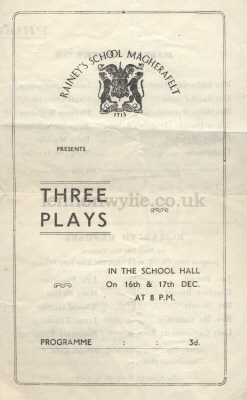 RAINEY'S SCHOOL MAGHERAFELT
1713
PRESENTS
THREE
PLAYS
IN THE SCHOOL HALL
On 16th & 17th DEC.
AT 8 P.M.
PROGRAMME : : 3d.